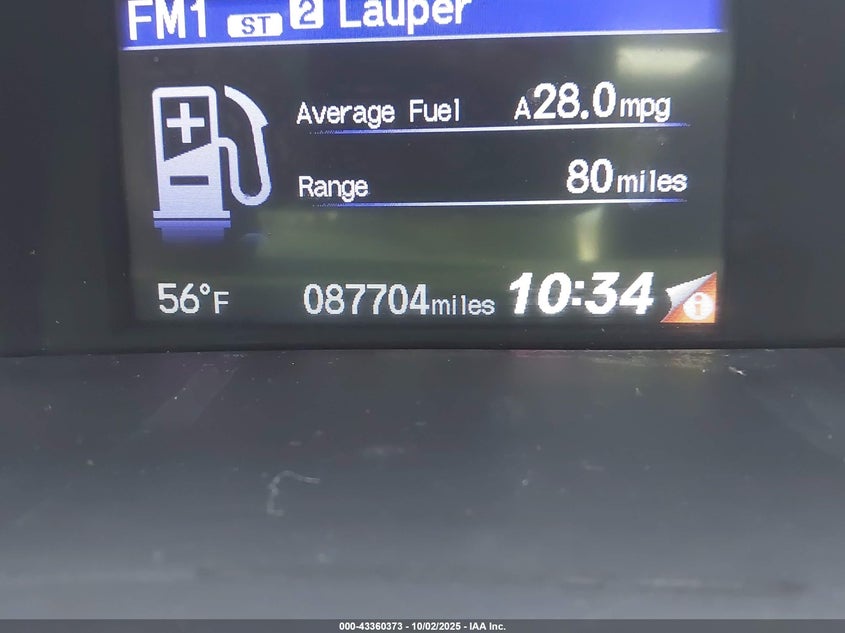 FM1 ST 2 Lauper
Average Fuel A28.0mpg
Range 80miles
56°F 087704miles 10:34 i
000-43360373 - 10/02/2025 - IAA Inc.